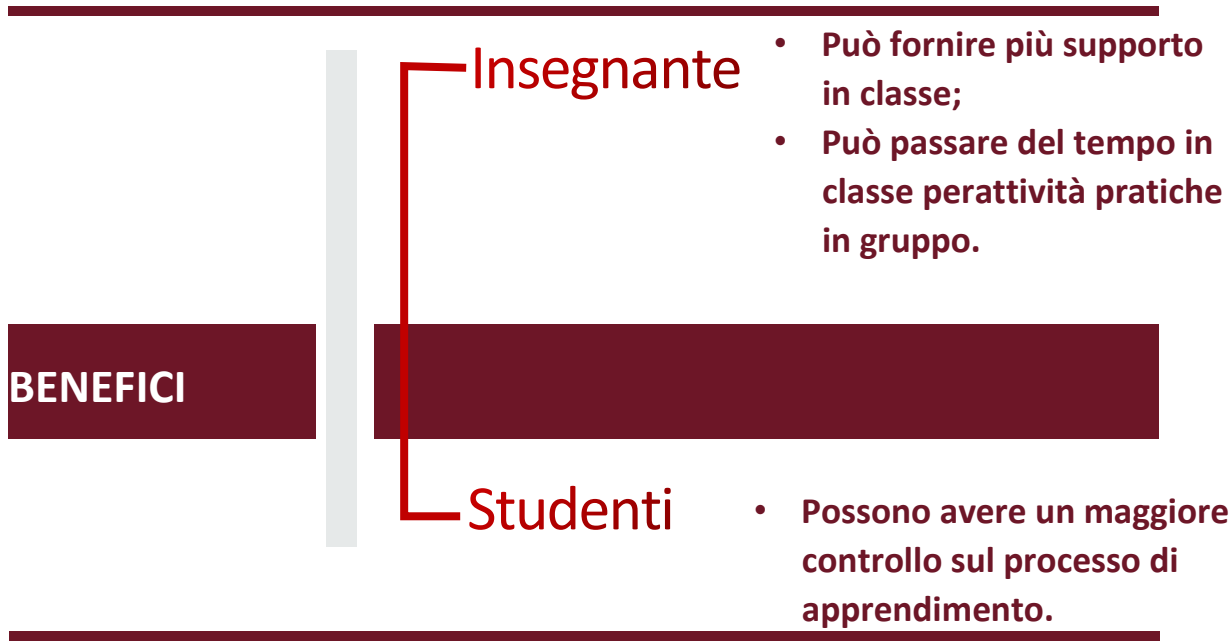 Insegnante
• Può fornire più supporto
in classe;
• Può passare del tempo in
classe perattività pratiche
in gruppo.
BENEFICI
Studenti
• Possono avere un maggiore
controllo sul processo di
apprendimento.